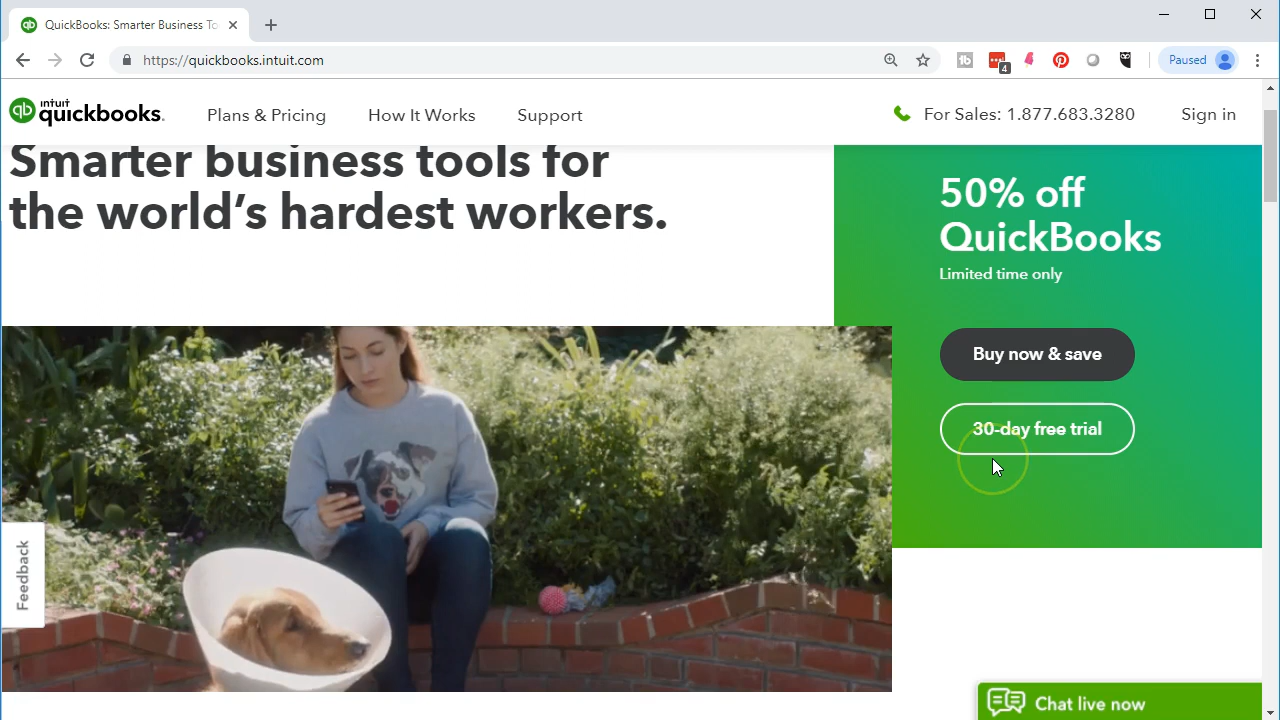 QuickBooks: Smarter Business To
https://quickbooks.intuit.com
4
Paused
intuit
quickbooks.
Plans & Pricing
How It Works
Support
For Sales: 1.877.683.3280
Sign in
Smarter business tools for
the world’s hardest workers.
50% off
QuickBooks
Limited time only
Buy now & save
30-day free trial
Feedback
Chat live now